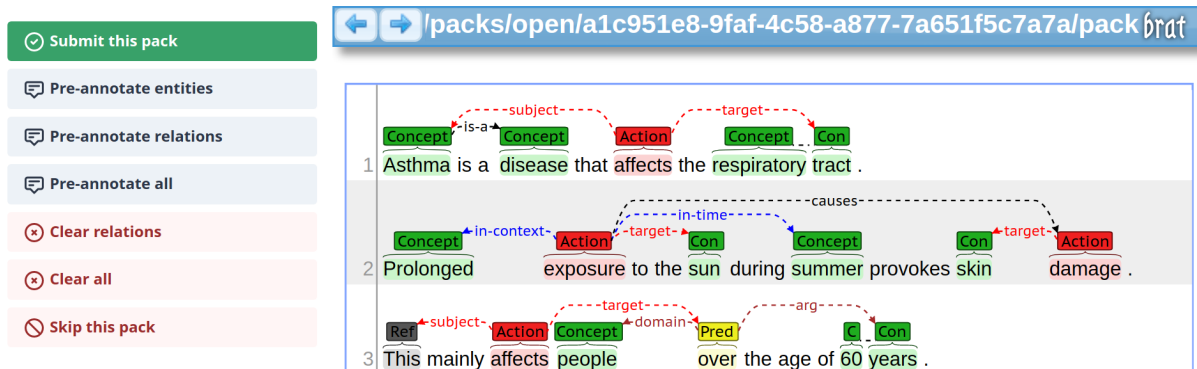 Submit this pack
Pre-annotate entities
Pre-annotate relations
Pre-annotate all
Clear relations
Clear all
Skip this pack
/packs/open/a1c951e8-9faf-4c58-a877-7a651f5c7a7a/pack brat
subject target
is-a
Concept Concept Action Concept Con
1 Asthma is a disease that affects the respiratory tract .
causes
in-time
Concept in-context Action target Con Concept Con target Action
2 Prolonged exposure to the sun during summer provokes skin damage .
target arg
Ref subject Action Concept domain Pred C Con
3 This mainly affects people over the age of 60 years .